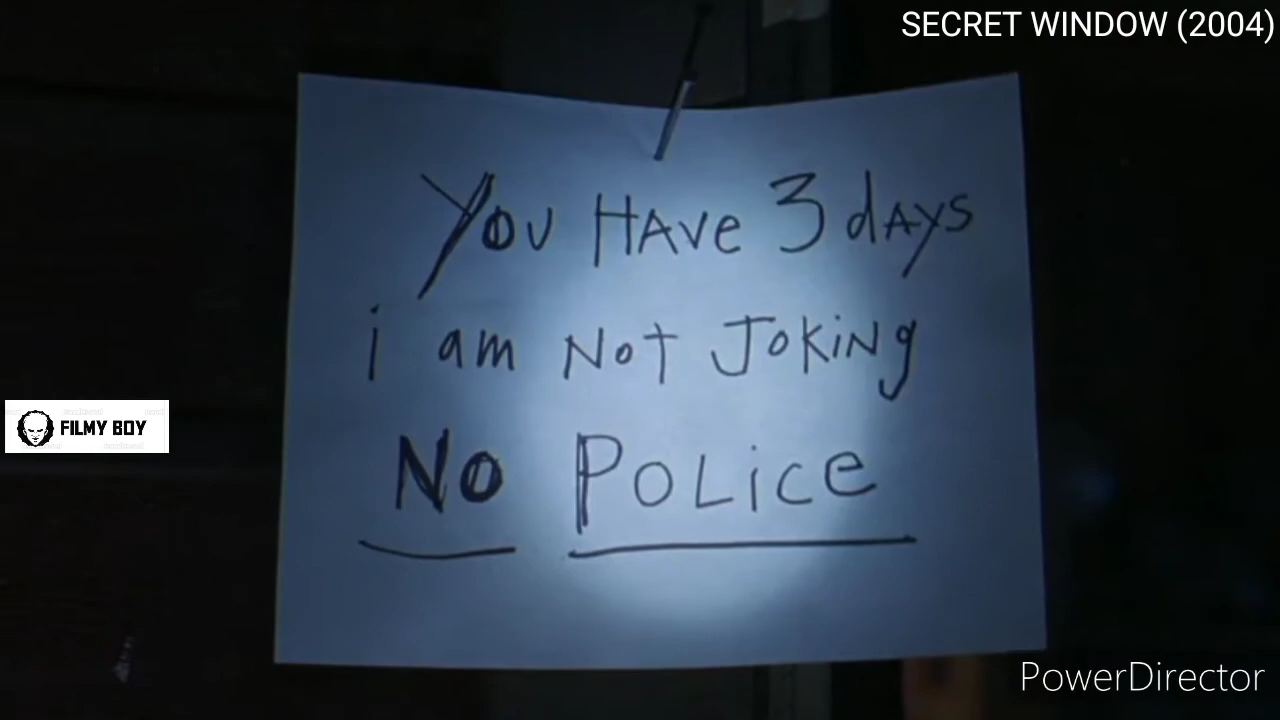 SECRET WINDOW (2004)
You HAVe 3 dAys
i am NoT JokiNg
No PoLice
FILMY BOY
PowerDirector